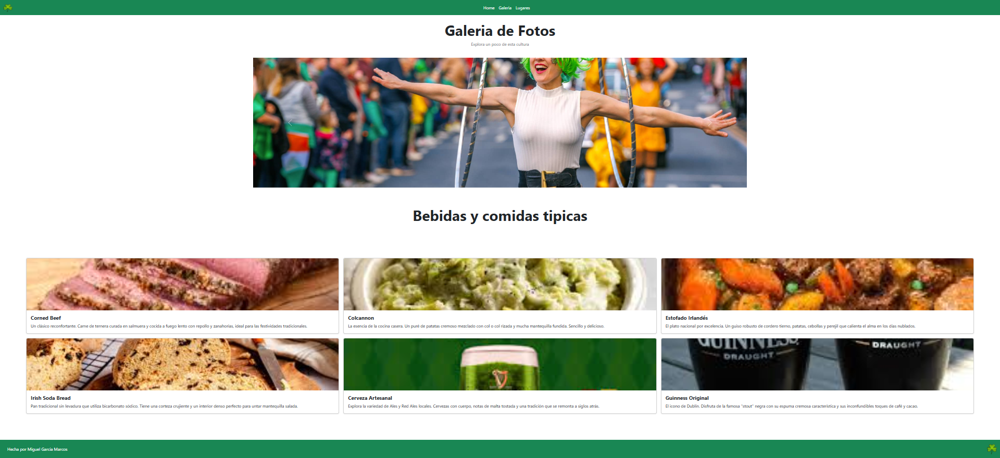 Home Galeria Lugares
Galeria de Fotos
Explora un poco de esta cultura
Bebidas y comidas tipicas
Corned Beef
Un clásico reconfortante. Carne de ternera curada en salmuera y cocida a fuego lento con repollo y zanahorias, ideal para las festividades tradicionales.
Colcannon
La esencia de la cocina casera. Un puré de patatas cremoso mezclado con col o col rizada y mucha mantequilla fundida. Sencillo y delicioso.
Estofado Irlandés
El plato nacional por excelencia. Un guiso robusto de cordero tierno, patatas, cebollas y perejil que calienta el alma en los días nublados.
GUINNESS
DRAUGHT
DRAUGHT
Irish Soda Bread
Pan tradicional sin levadura que utiliza bicarbonato sódico. Tiene una corteza crujiente y un interior denso perfecto para untar mantequilla salada.
Cerveza Artesanal
Explora la variedad de Ales y Red Ales locales. Cervezas con cuerpo, notas de malta tostada y una tradición que se remonta a siglos atrás.
Guinness Original
El icono de Dublín. Disfruta de la famosa "stout" negra con su espuma cremosa característica y sus inconfundibles toques de café y cacao.
Hecha por Miguel Garcia Marcos